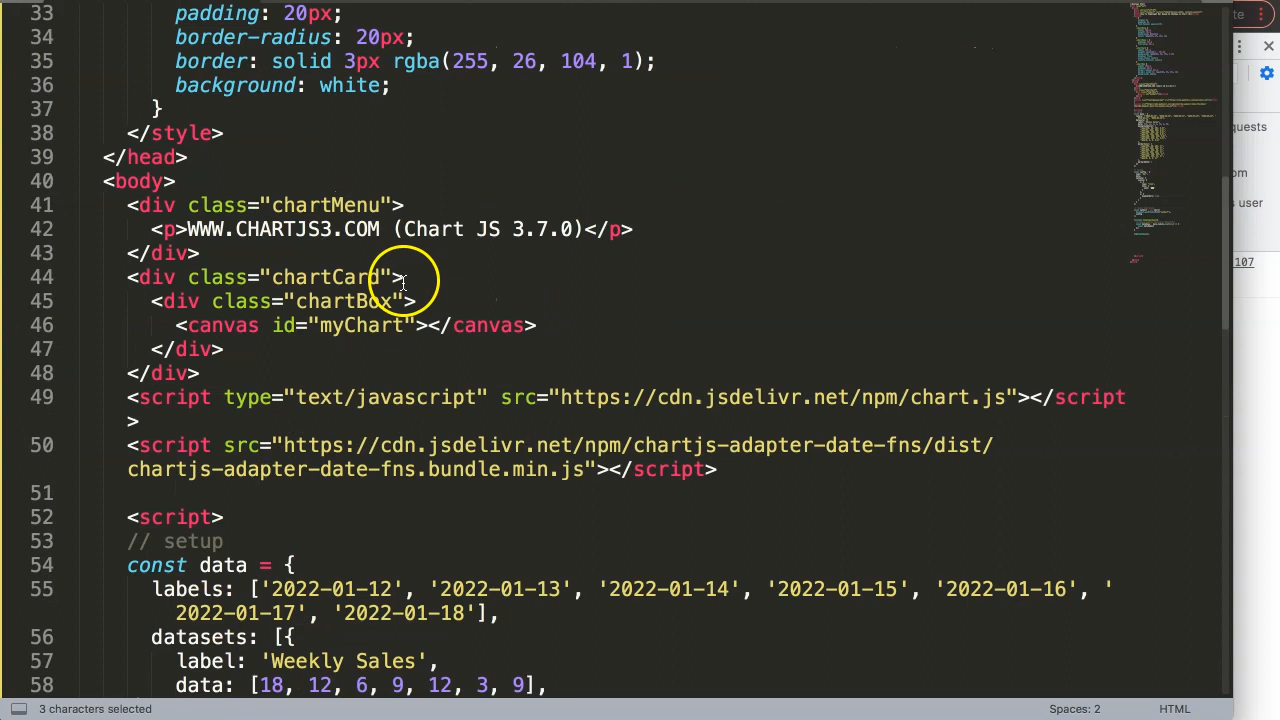 33 padding: 20px;
34 border-radius: 20px;
35 border: solid 3px rgba(255, 26, 104, 1);
36 background: white;
37 }
38 </style>
39 </head>
40 <body>
41 <div class="chartMenu">
42 <p>WWW.CHARTJS3.COM (Chart JS 3.7.0)</p>
43 </div>
44 <div class="chartCard">
45 <div class="chartBox">
46 <canvas id="myChart"></canvas>
47 </div>
48 </div>
49 <script type="text/javascript" src="https://cdn.jsdelivr.net/npm/chart.js"></script
>
50 <script src="https://cdn.jsdelivr.net/npm/chartjs-adapter-date-fns/dist/
chartjs-adapter-date-fns.bundle.min.js"></script>
51
52 <script>
53 // setup
54 const data = {
55 labels: ['2022-01-12', '2022-01-13', '2022-01-14', '2022-01-15', '2022-01-16', '
2022-01-17', '2022-01-18'],
56 datasets: [{
57 label: 'Weekly Sales',
58 data: [18, 12, 6, 9, 12, 3, 9],
3 characters selected
Spaces: 2
HTML
te
equests
om
s user
107